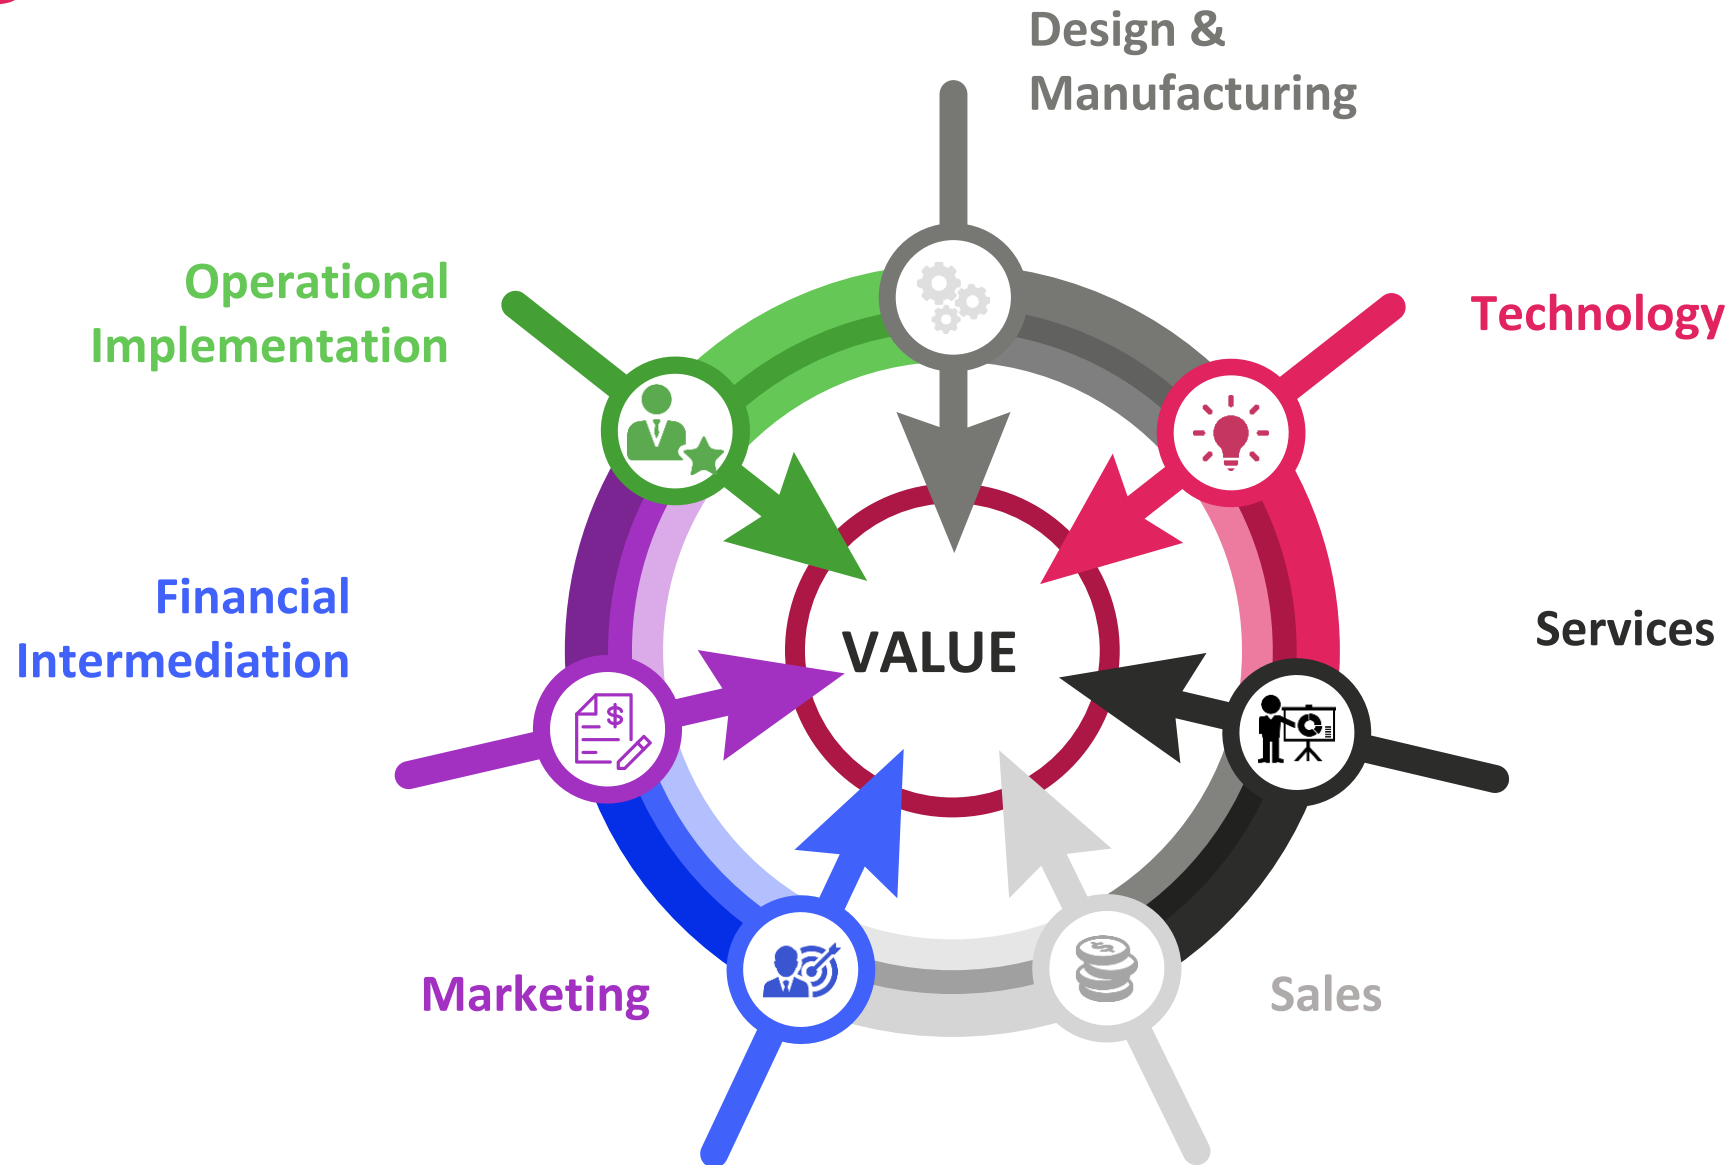 Design &
Manufacturing
Operational
Implementation
Technology
Financial
Intermediation
Services
VALUE
$
Marketing
Sales
$